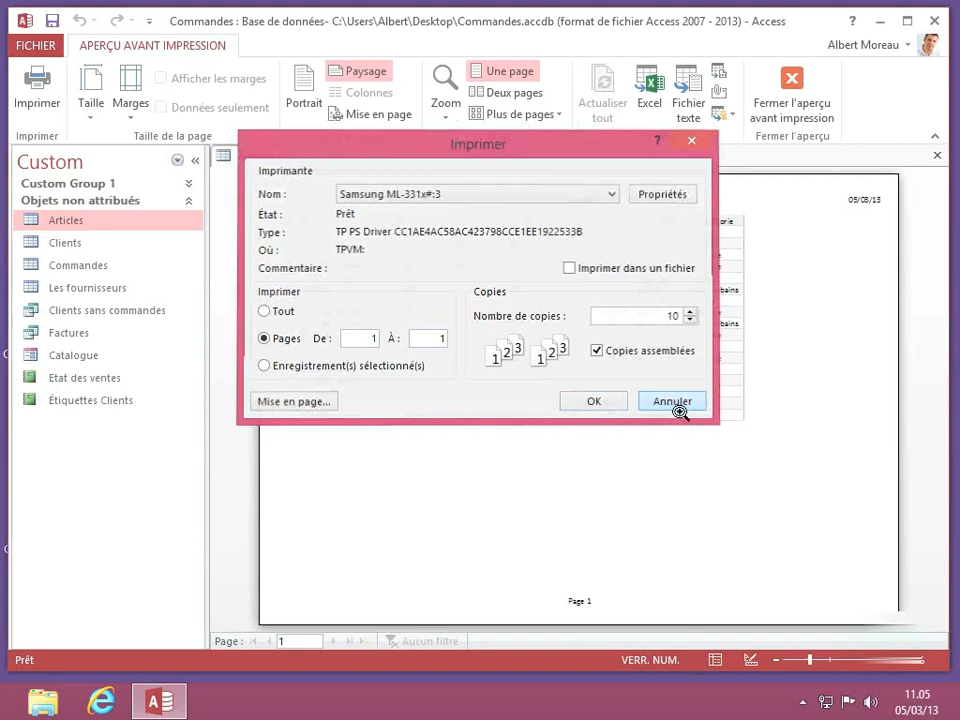 Commandes : Base de données- C:\Users\Albert\Desktop\Commandes.accdb (format de fichier Access 2007 - 2013) - Access
FICHIER
APERÇU AVANT IMPRESSION
Albert Moreau
Imprimer
Taille
Marges
Afficher les marges
Données seulement
Portrait
Paysage
Colonnes
Mise en page
Zoom
Une page
Deux pages
Plus de pages
Actualiser tout
Excel
Fichier texte
Fermer l'aperçu avant impression
Imprimer
Taille de la page
Fermer l'aperçu
Custom
Custom Group 1
Objets non attribués
Articles
Clients
Commandes
Les fournisseurs
Clients sans commandes
Factures
Catalogue
Etat des ventes
Étiquettes Clients
Imprimer
Imprimante
Nom :
Samsung ML-331x#:3
Propriétés
État :
Prêt
Type :
TP PS Driver CC1AE4AC58AC423798CCE1EE1922533B
Où :
TPVM:
Commentaire :
Imprimer dans un fichier
Imprimer
Tout
Pages De : 1 À : 1
Enregistrement(s) sélectionné(s)
Copies
Nombre de copies : 10
1 2 3 1 2 3
Copies assemblées
Mise en page...
OK
Annuler
05/03/13
Page 1
Page : 1
Aucun filtre
Prêt
VERR. NUM.
11.05
05/03/13